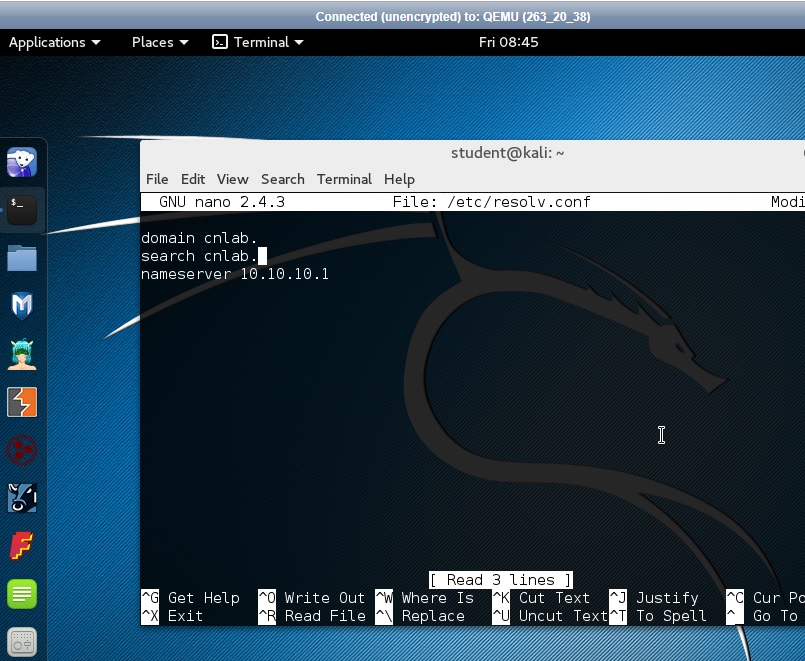 Connected (unencrypted) to: QEMU (263_20_38)
Applications Places Terminal Fri 08:45
student@kali: ~
File Edit View Search Terminal Help
GNU nano 2.4.3 File: /etc/resolv.conf Modi
domain cnlab.
search cnlab.
nameserver 10.10.10.1
[ Read 3 lines ]
^G Get Help ^O Write Out ^W Where Is ^K Cut Text ^J Justify ^C Cur Po
^X Exit ^R Read File ^\ Replace ^U Uncut Text ^T To Spell ^_ Go To